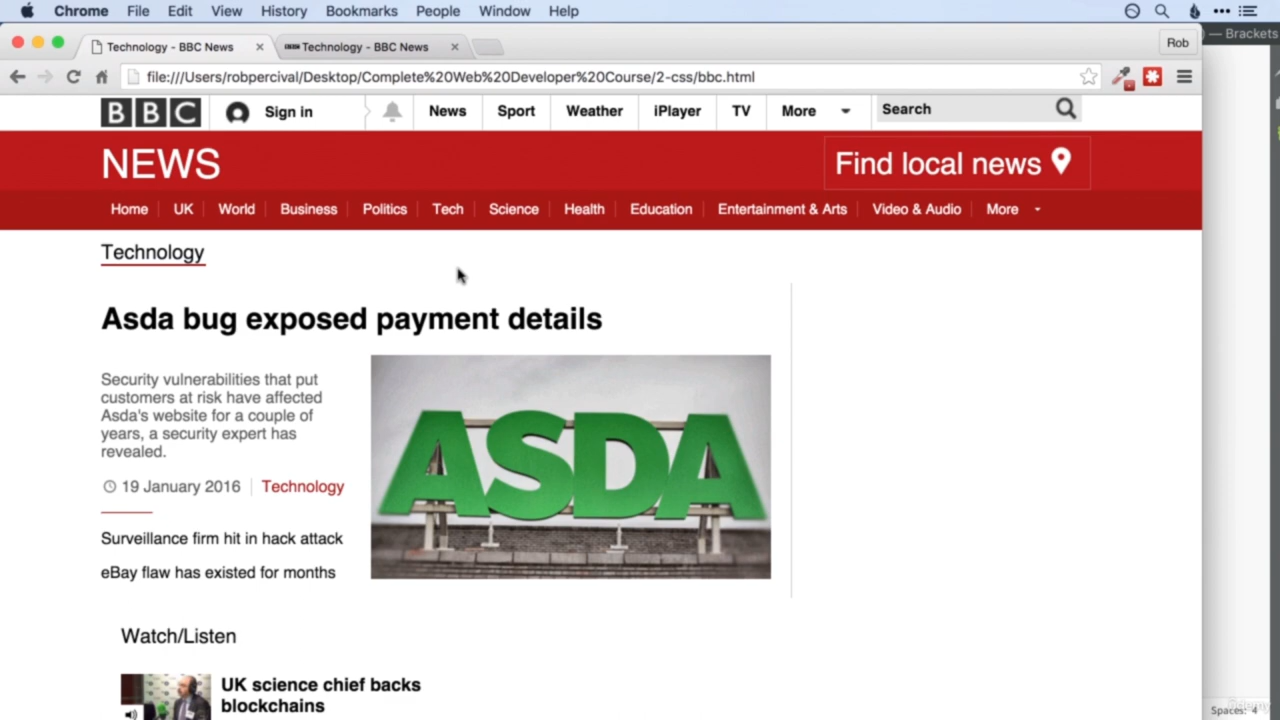 Chrome File Edit View History Bookmarks People Window Help
Technology - BBC News Technology - BBC News Rob — Brackets
file:///Users/robpercival/Desktop/Complete%20Web%20Developer%20Course/2-css/bbc.html
BBC Sign in News Sport Weather iPlayer TV More Search
NEWS Find local news
Home UK World Business Politics Tech Science Health Education Entertainment & Arts Video & Audio More
Technology
Asda bug exposed payment details
Security vulnerabilities that put
customers at risk have affected
Asda's website for a couple of
years, a security expert has
revealed.
19 January 2016 Technology
ASDA
Surveillance firm hit in hack attack
eBay flaw has existed for months
Watch/Listen
UK science chief backs
blockchains
Spaces: 4